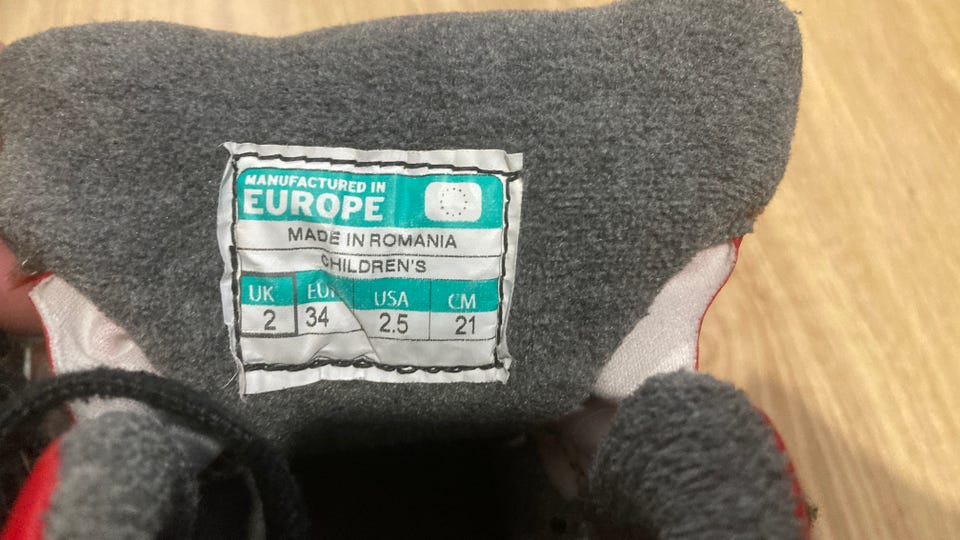 MANUFACTURED IN
EUROPE
MADE IN ROMANIA
CHILDREN'S
UK EUR USA CM
2 34 2.5 21